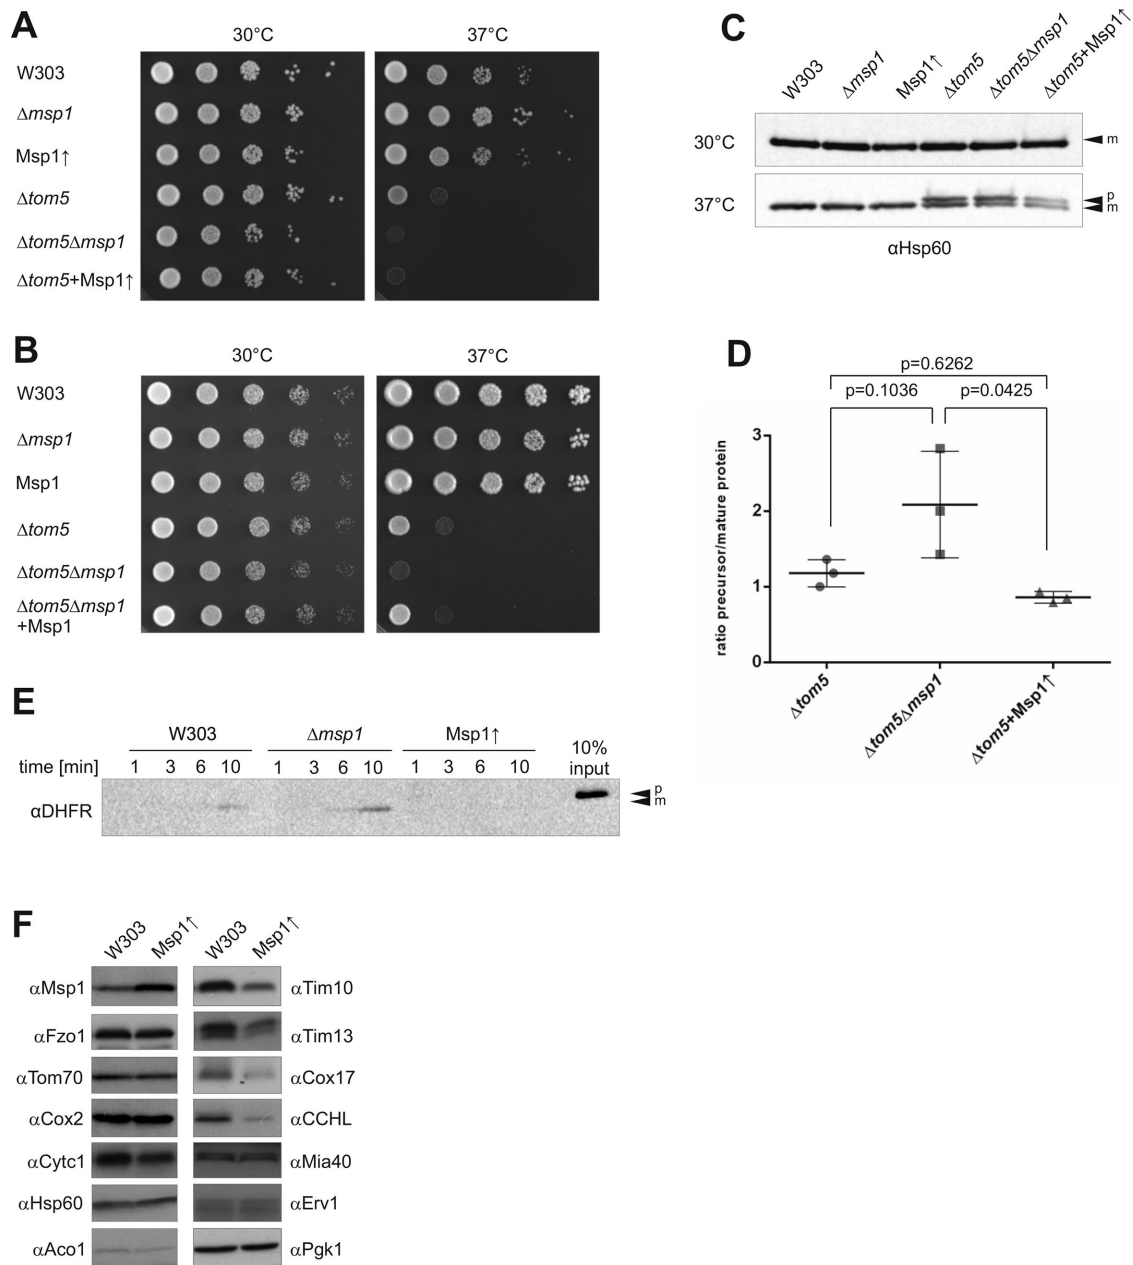 A
30°C 37°C
W303
Δmsp1
Msp1↑
Δtom5
Δtom5Δmsp1
Δtom5+Msp1↑
B
30°C 37°C
W303
Δmsp1
Msp1
Δtom5
Δtom5Δmsp1
Δtom5Δmsp1
+Msp1
C
W303 Δmsp1 Msp1↑ Δtom5 Δtom5Δmsp1 Δtom5+Msp1↑
30°C m
37°C p
m
αHsp60
D
p=0.6262
p=0.1036 p=0.0425
ratio precursor/mature protein
3
2
1
0
Δtom5 Δtom5Δmsp1 Δtom5+Msp1↑
E
W303 Δmsp1 Msp1↑ 10%
time [min] 1 3 6 10 1 3 6 10 1 3 6 10 input
αDHFR p
m
F
W303 Msp1↑ W303 Msp1↑
αMsp1 αTim10
αFzo1 αTim13
αTom70 αCox17
αCox2 αCCHL
αCytc1 αMia40
αHsp60 αErv1
αAco1 αPgk1